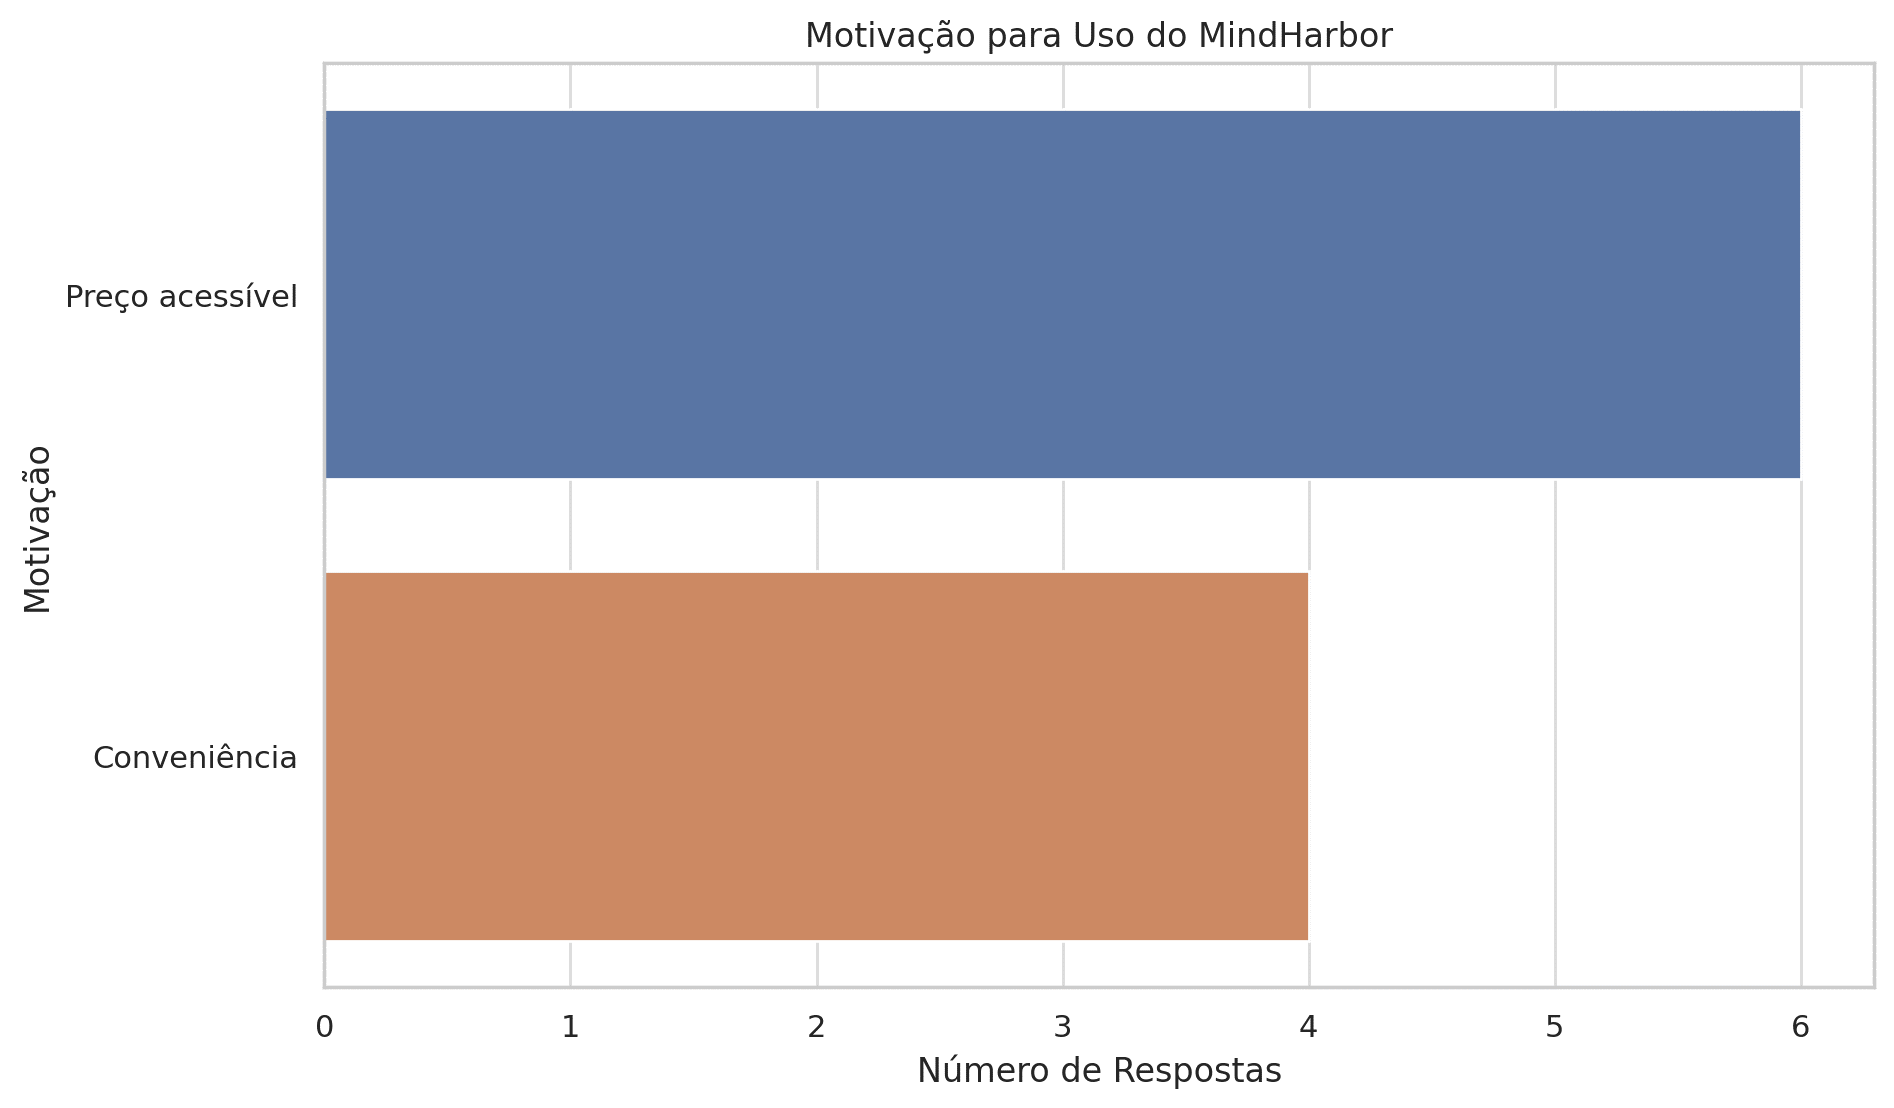 Motivação para Uso do MindHarbor
Motivação
Preço acessível
Conveniência
0 1 2 3 4 5 6
Número de Respostas